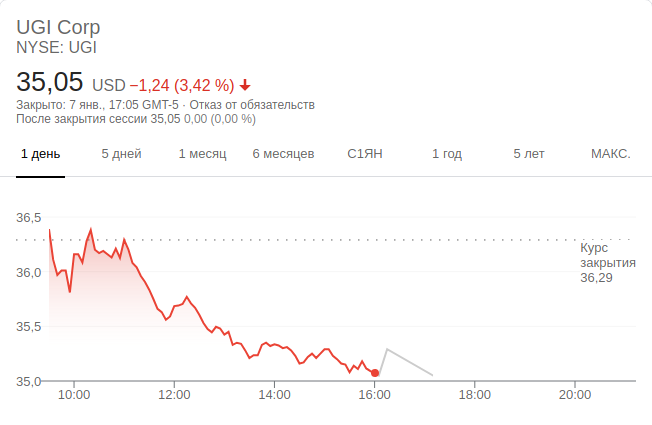 UGI Corp
NYSE: UGI
35,05 USD −1,24 (3,42 %)
Закрыто: 7 янв., 17:05 GMT-5 · Отказ от обязательств
После закрытия сессии 35,05 0,00 (0,00 %)
1 день 5 дней 1 месяц 6 месяцев С1ЯН 1 год 5 лет МАКС.
36,5
Курс
закрытия
36,29
36,0
35,5
35,0
10:00 12:00 14:00 16:00 18:00 20:00